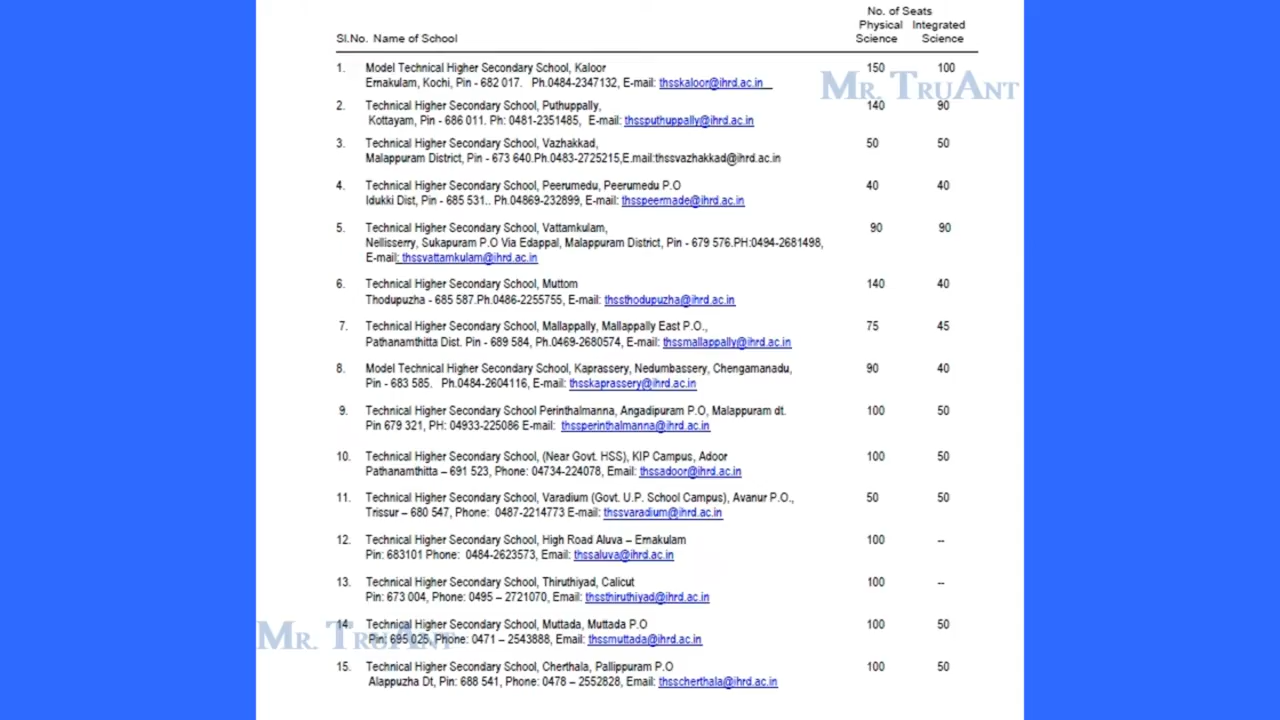 No. of Seats
Physical Integrated
Sl.No. Name of School Science Science
1. Model Technical Higher Secondary School, Kaloor 150 100
Ernakulam, Kochi, Pin - 682 017. Ph.0484-2347132, E-mail: thsskaloor@ihrd.ac.in
MR. TRUANT
2. Technical Higher Secondary School, Puthuppally, 140 90
Kottayam, Pin - 686 011. Ph: 0481-2351485, E-mail: thssputhuppally@ihrd.ac.in
3. Technical Higher Secondary School, Vazhakkad, 50 50
Malappuram District, Pin - 673 640.Ph.0483-2725215,E.mail:thssvazhakkad@ihrd.ac.in
4. Technical Higher Secondary School, Peerumedu, Peerumedu P.O 40 40
Idukki Dist, Pin - 685 531.. Ph.04869-232899, E-mail: thsspeermade@ihrd.ac.in
5. Technical Higher Secondary School, Vattamkulam, 90 90
Nellisserry, Sukapuram P.O Via Edappal, Malappuram District, Pin - 679 576.PH:0494-2681498,
E-mail: thssvattamkulam@ihrd.ac.in
6. Technical Higher Secondary School, Muttom 140 40
Thodupuzha - 685 587.Ph.0486-2255755, E-mail: thssthodupuzha@ihrd.ac.in
7. Technical Higher Secondary School, Mallappally, Mallappally East P.O., 75 45
Pathanamthitta Dist. Pin - 689 584, Ph.0469-2680574, E-mail: thssmallappally@ihrd.ac.in
8. Model Technical Higher Secondary School, Kaprassery, Nedumbassery, Chengamanadu, 90 40
Pin - 683 585. Ph.0484-2604116, E-mail: thsskaprassery@ihrd.ac.in
9. Technical Higher Secondary School Perinthalmanna, Angadipuram P.O, Malappuram dt. 100 50
Pin 679 321, PH: 04933-225086 E-mail: thssperinthalmanna@ihrd.ac.in
10. Technical Higher Secondary School, (Near Govt. HSS), KIP Campus, Adoor 100 50
Pathanamthitta – 691 523, Phone: 04734-224078, Email: thssadoor@ihrd.ac.in
11. Technical Higher Secondary School, Varadium (Govt. U.P. School Campus), Avanur P.O., 50 50
Trissur – 680 547, Phone: 0487-2214773 E-mail: thssvaradium@ihrd.ac.in
12. Technical Higher Secondary School, High Road Aluva – Ernakulam 100 --
Pin: 683101 Phone: 0484-2623573, Email: thssaluva@ihrd.ac.in
13. Technical Higher Secondary School, Thiruthiyad, Calicut 100 --
Pin: 673 004, Phone: 0495 – 2721070, Email: thssthiruthiyad@ihrd.ac.in
14. Technical Higher Secondary School, Muttada, Muttada P.O 100 50
MR. TRUANT
Pin: 695 025, Phone: 0471 – 2543888, Email: thssmuttada@ihrd.ac.in
15. Technical Higher Secondary School, Cherthala, Pallippuram P.O 100 50
Alappuzha Dt, Pin: 688 541, Phone: 0478 – 2552828, Email: thsscherthala@ihrd.ac.in